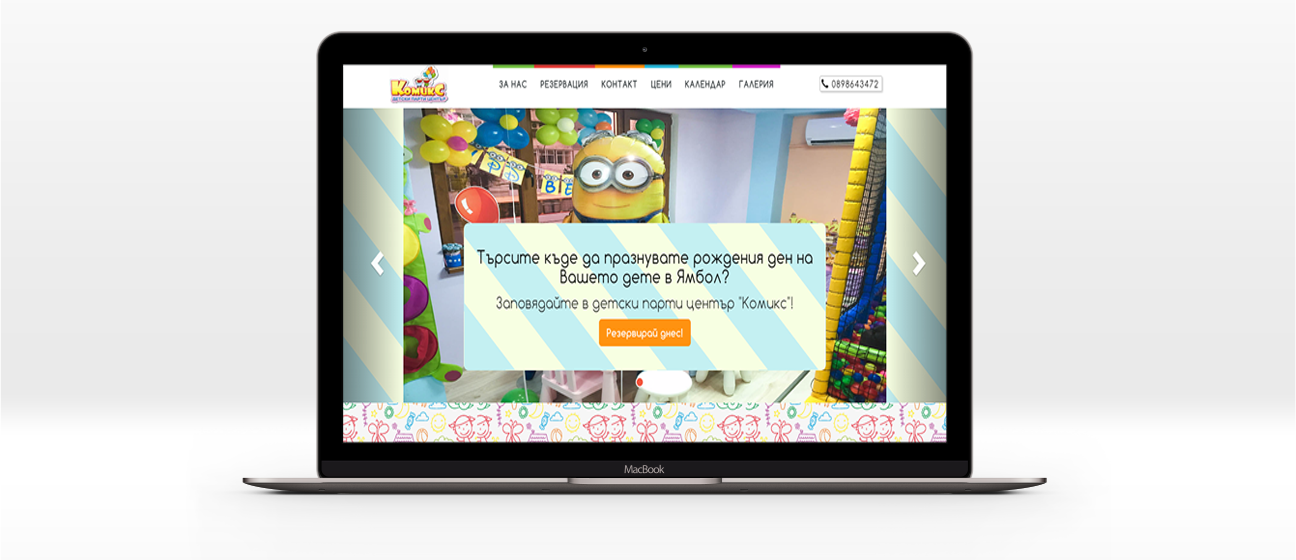 Комикс
ДЕТСКИ ПАРТИ ЦЕНТЪР
ЗА НАС РЕЗЕРВАЦИЯ КОНТАКТ ЦЕНИ КАЛЕНДАР ГАЛЕРИЯ
0898643472
Търсите къде да празнувате рождения ден на
Вашето дете в Ямбол?
Заповядайте в детски парти център "Комикс"!
Резервирай днес!
MacBook